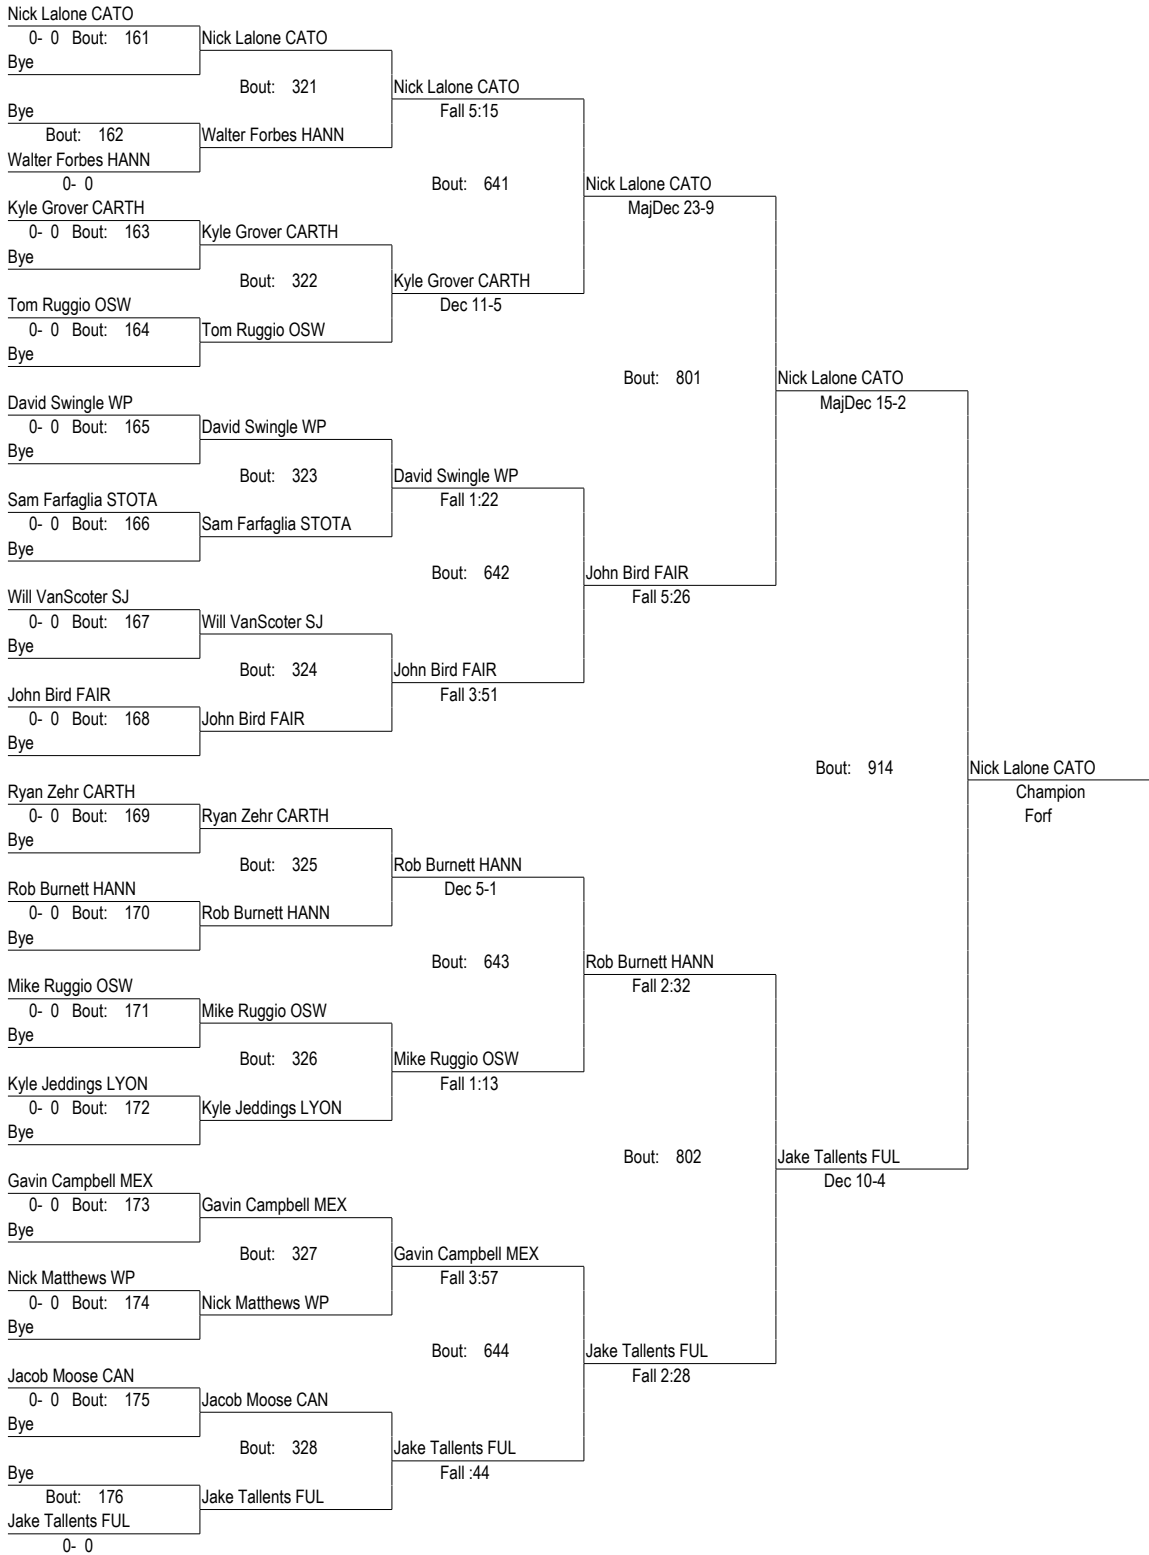 Nick Lalone CATO
0- 0 Bout: 161
Nick Lalone CATO
Bye
Bout: 321
Nick Lalone CATO
Bye
Fall 5:15
Bout: 162
Walter Forbes HANN
Walter Forbes HANN
0- 0
Bout: 641
Nick Lalone CATO
Kyle Grover CARTH
MajDec 23-9
0- 0 Bout: 163
Kyle Grover CARTH
Bye
Bout: 322
Kyle Grover CARTH
Tom Ruggio OSW
Dec 11-5
0- 0 Bout: 164
Tom Ruggio OSW
Bye
Bout: 801
Nick Lalone CATO
David Swingle WP
MajDec 15-2
0- 0 Bout: 165
David Swingle WP
Bye
Bout: 323
David Swingle WP
Sam Farfaglia STOTA
Fall 1:22
0- 0 Bout: 166
Sam Farfaglia STOTA
Bye
Bout: 642
John Bird FAIR
Will VanScoter SJ
Fall 5:26
0- 0 Bout: 167
Will VanScoter SJ
Bye
Bout: 324
John Bird FAIR
John Bird FAIR
Fall 3:51
0- 0 Bout: 168
John Bird FAIR
Bye
Bout: 914
Nick Lalone CATO
Ryan Zehr CARTH
Champion
0- 0 Bout: 169
Ryan Zehr CARTH
Forf
Bye
Bout: 325
Rob Burnett HANN
Rob Burnett HANN
Dec 5-1
0- 0 Bout: 170
Rob Burnett HANN
Bye
Bout: 643
Rob Burnett HANN
Mike Ruggio OSW
Fall 2:32
0- 0 Bout: 171
Mike Ruggio OSW
Bye
Bout: 326
Mike Ruggio OSW
Kyle Jeddings LYON
Fall 1:13
0- 0 Bout: 172
Kyle Jeddings LYON
Bye
Bout: 802
Jake Tallents FUL
Gavin Campbell MEX
Dec 10-4
0- 0 Bout: 173
Gavin Campbell MEX
Bye
Bout: 327
Gavin Campbell MEX
Nick Matthews WP
Fall 3:57
0- 0 Bout: 174
Nick Matthews WP
Bye
Bout: 644
Jake Tallents FUL
Jacob Moose CAN
Fall 2:28
0- 0 Bout: 175
Jacob Moose CAN
Bye
Bout: 328
Jake Tallents FUL
Bye
Fall :44
Bout: 176
Jake Tallents FUL
Jake Tallents FUL
0- 0